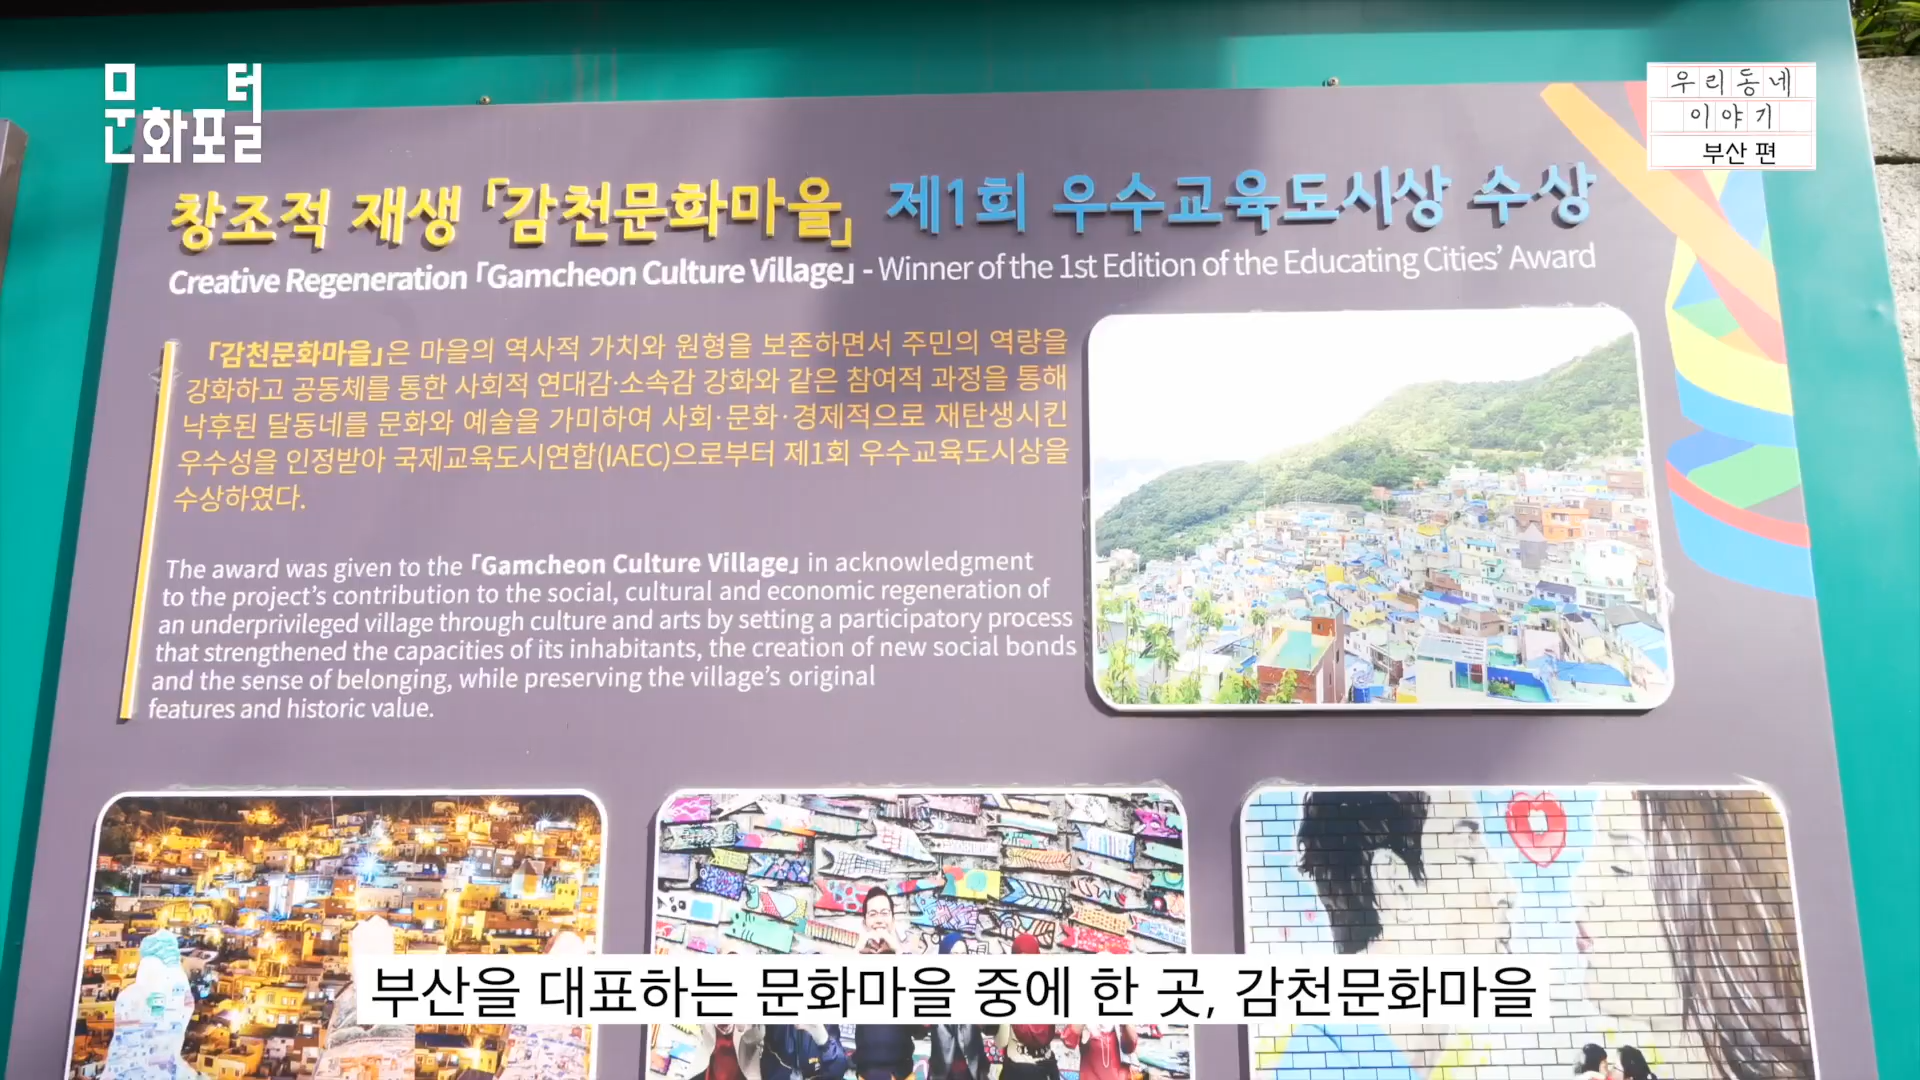 문화포털
우리동네
이야기
부산 편
창조적 재생 「감천문화마을」 제1회 우수교육도시상 수상
Creative Regeneration 「Gamcheon Culture Village」 - Winner of the 1st Edition of the Educating Cities' Award
「감천문화마을」은 마을의 역사적 가치와 원형을 보존하면서 주민의 역량을
강화하고 공동체를 통한 사회적 연대감·소속감 강화와 같은 참여적 과정을 통해
낙후된 달동네를 문화와 예술을 가미하여 사회·문화·경제적으로 재탄생시킨
우수성을 인정받아 국제교육도시연합(IAEC)으로부터 제1회 우수교육도시상을
수상하였다.
The award was given to the 「Gamcheon Culture Village」 in acknowledgment
to the project's contribution to the social, cultural and economic regeneration of
an underprivileged village through culture and arts by setting a participatory process
that strengthened the capacities of its inhabitants, the creation of new social bonds
and the sense of belonging, while preserving the village's original
features and historic value.
부산을 대표하는 문화마을 중에 한 곳, 감천문화마을